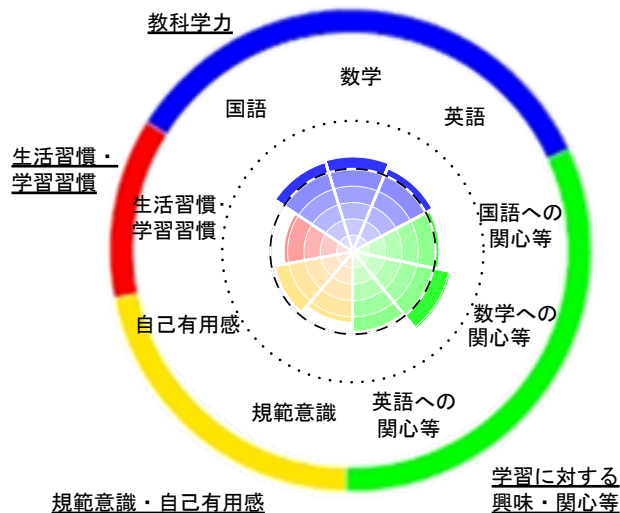 教科学力
数学
国語
英語
生活習慣・
学習習慣
生活習慣・
学習習慣
国語への
関心等
自己有用感
数学への
関心等
規範意識
英語への
関心等
学習に対する
興味・関心等
規範意識・自己有用感